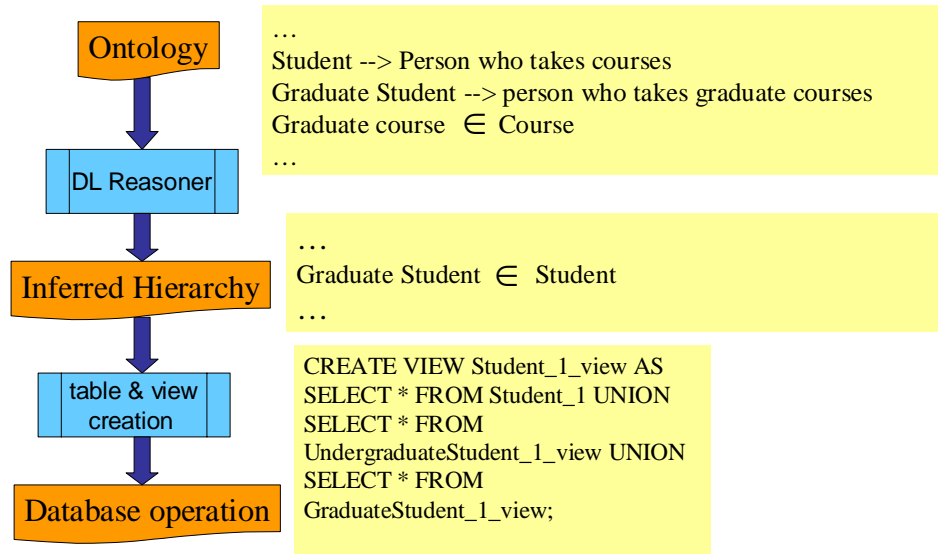 Ontology
…
Student --> Person who takes courses
Graduate Student --> person who takes graduate courses
Graduate course ∈ Course
…
DL Reasoner
…
Graduate Student ∈ Student
…
Inferred Hierarchy
table & view
creation
CREATE VIEW Student_1_view AS
SELECT * FROM Student_1 UNION
SELECT * FROM
UndergraduateStudent_1_view UNION
SELECT * FROM
GraduateStudent_1_view;
Database operation